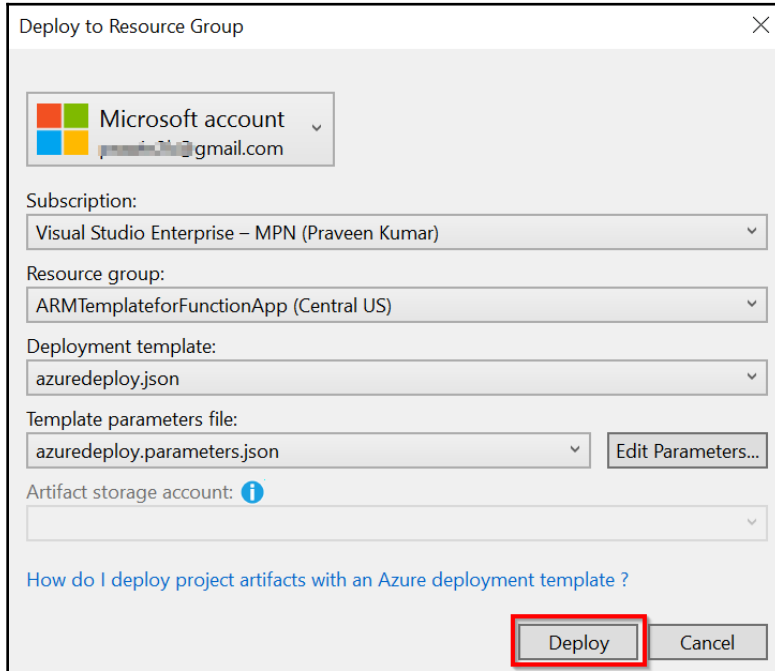 Deploy to Resource Group
Microsoft account
@gmail.com
Subscription:
Visual Studio Enterprise – MPN (Praveen Kumar)
Resource group:
ARMTemplateforFunctionApp (Central US)
Deployment template:
azuredeploy.json
Template parameters file:
azuredeploy.parameters.json Edit Parameters...
Artifact storage account:
How do I deploy project artifacts with an Azure deployment template ?
Deploy Cancel